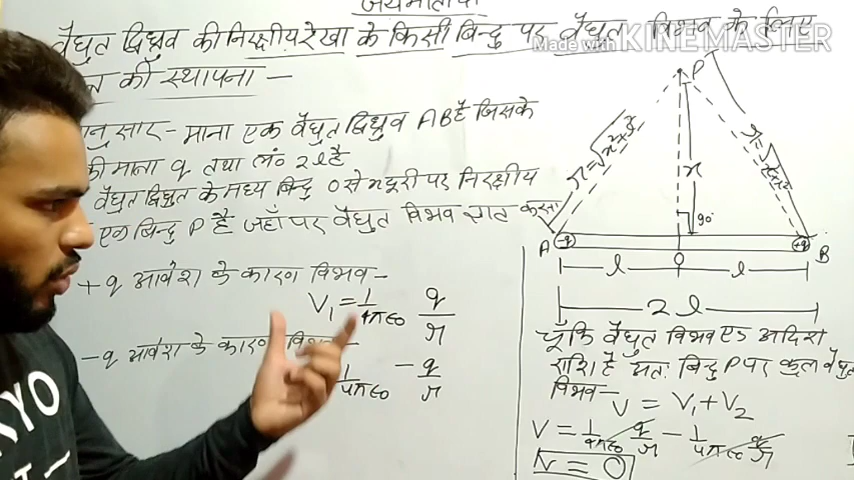 जयमाता दी
वैद्युत द्विध्रुव की निरक्षीय रेखा के किसी बिन्दु पर वैद्युत विभव के लिए
की स्थापना –
Made with KINEMASTER
नुसार– माना एक वैद्युत द्विध्रुव AB है जिसके
की माना q तथा लं० 2l है
वैद्युत द्विध्रुव के मध्य बिन्दु O से x दूरी पर निरक्षीय
एक बिन्दु P है जहाँ पर वैद्युत विभव ज्ञात करना
+q आवेश के कारण विभव–
V₁ = 1/4πε₀ q/r
–q आवेश के कारण
1/4πε₀ –q/r
P
x
90°
A
-q
+q
B
l
O
l
2l
चूँकि वैद्युत विभव एक अदिश
राशि है अतः बिन्दु P पर कुल
विभव–
V = V₁ + V₂
V = 1/4πε₀ q/r – 1/4πε₀ q/r
V = 0
YO